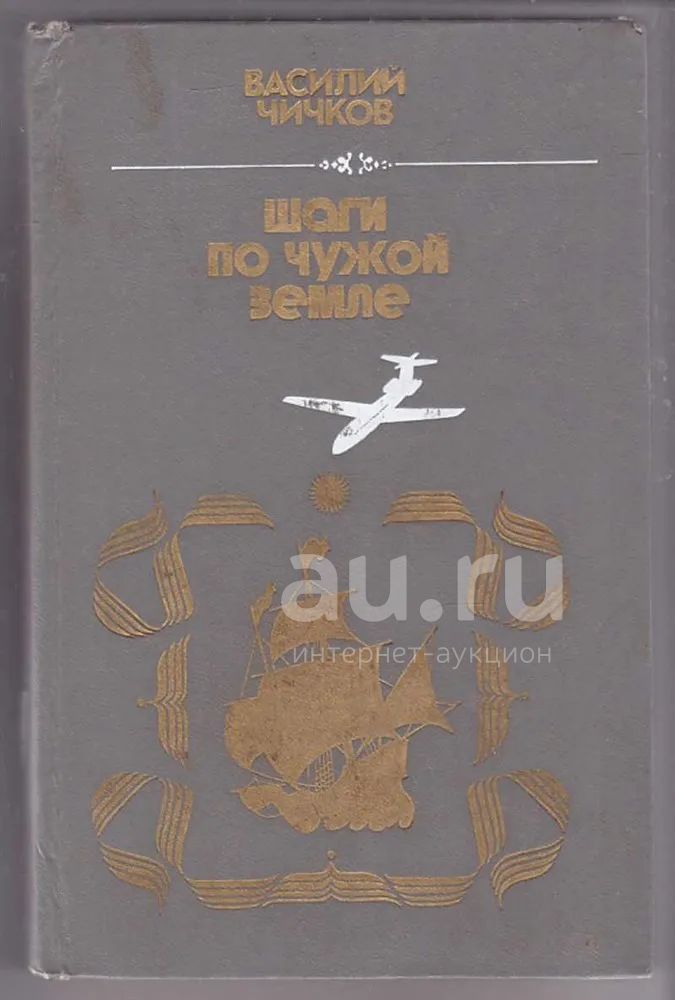 ВАСИЛИЙ
ЧИЧКОВ
ШАГИ
ПО ЧУЖОЙ
ЗЕМЛЕ
au.ru
интернет-аукцион